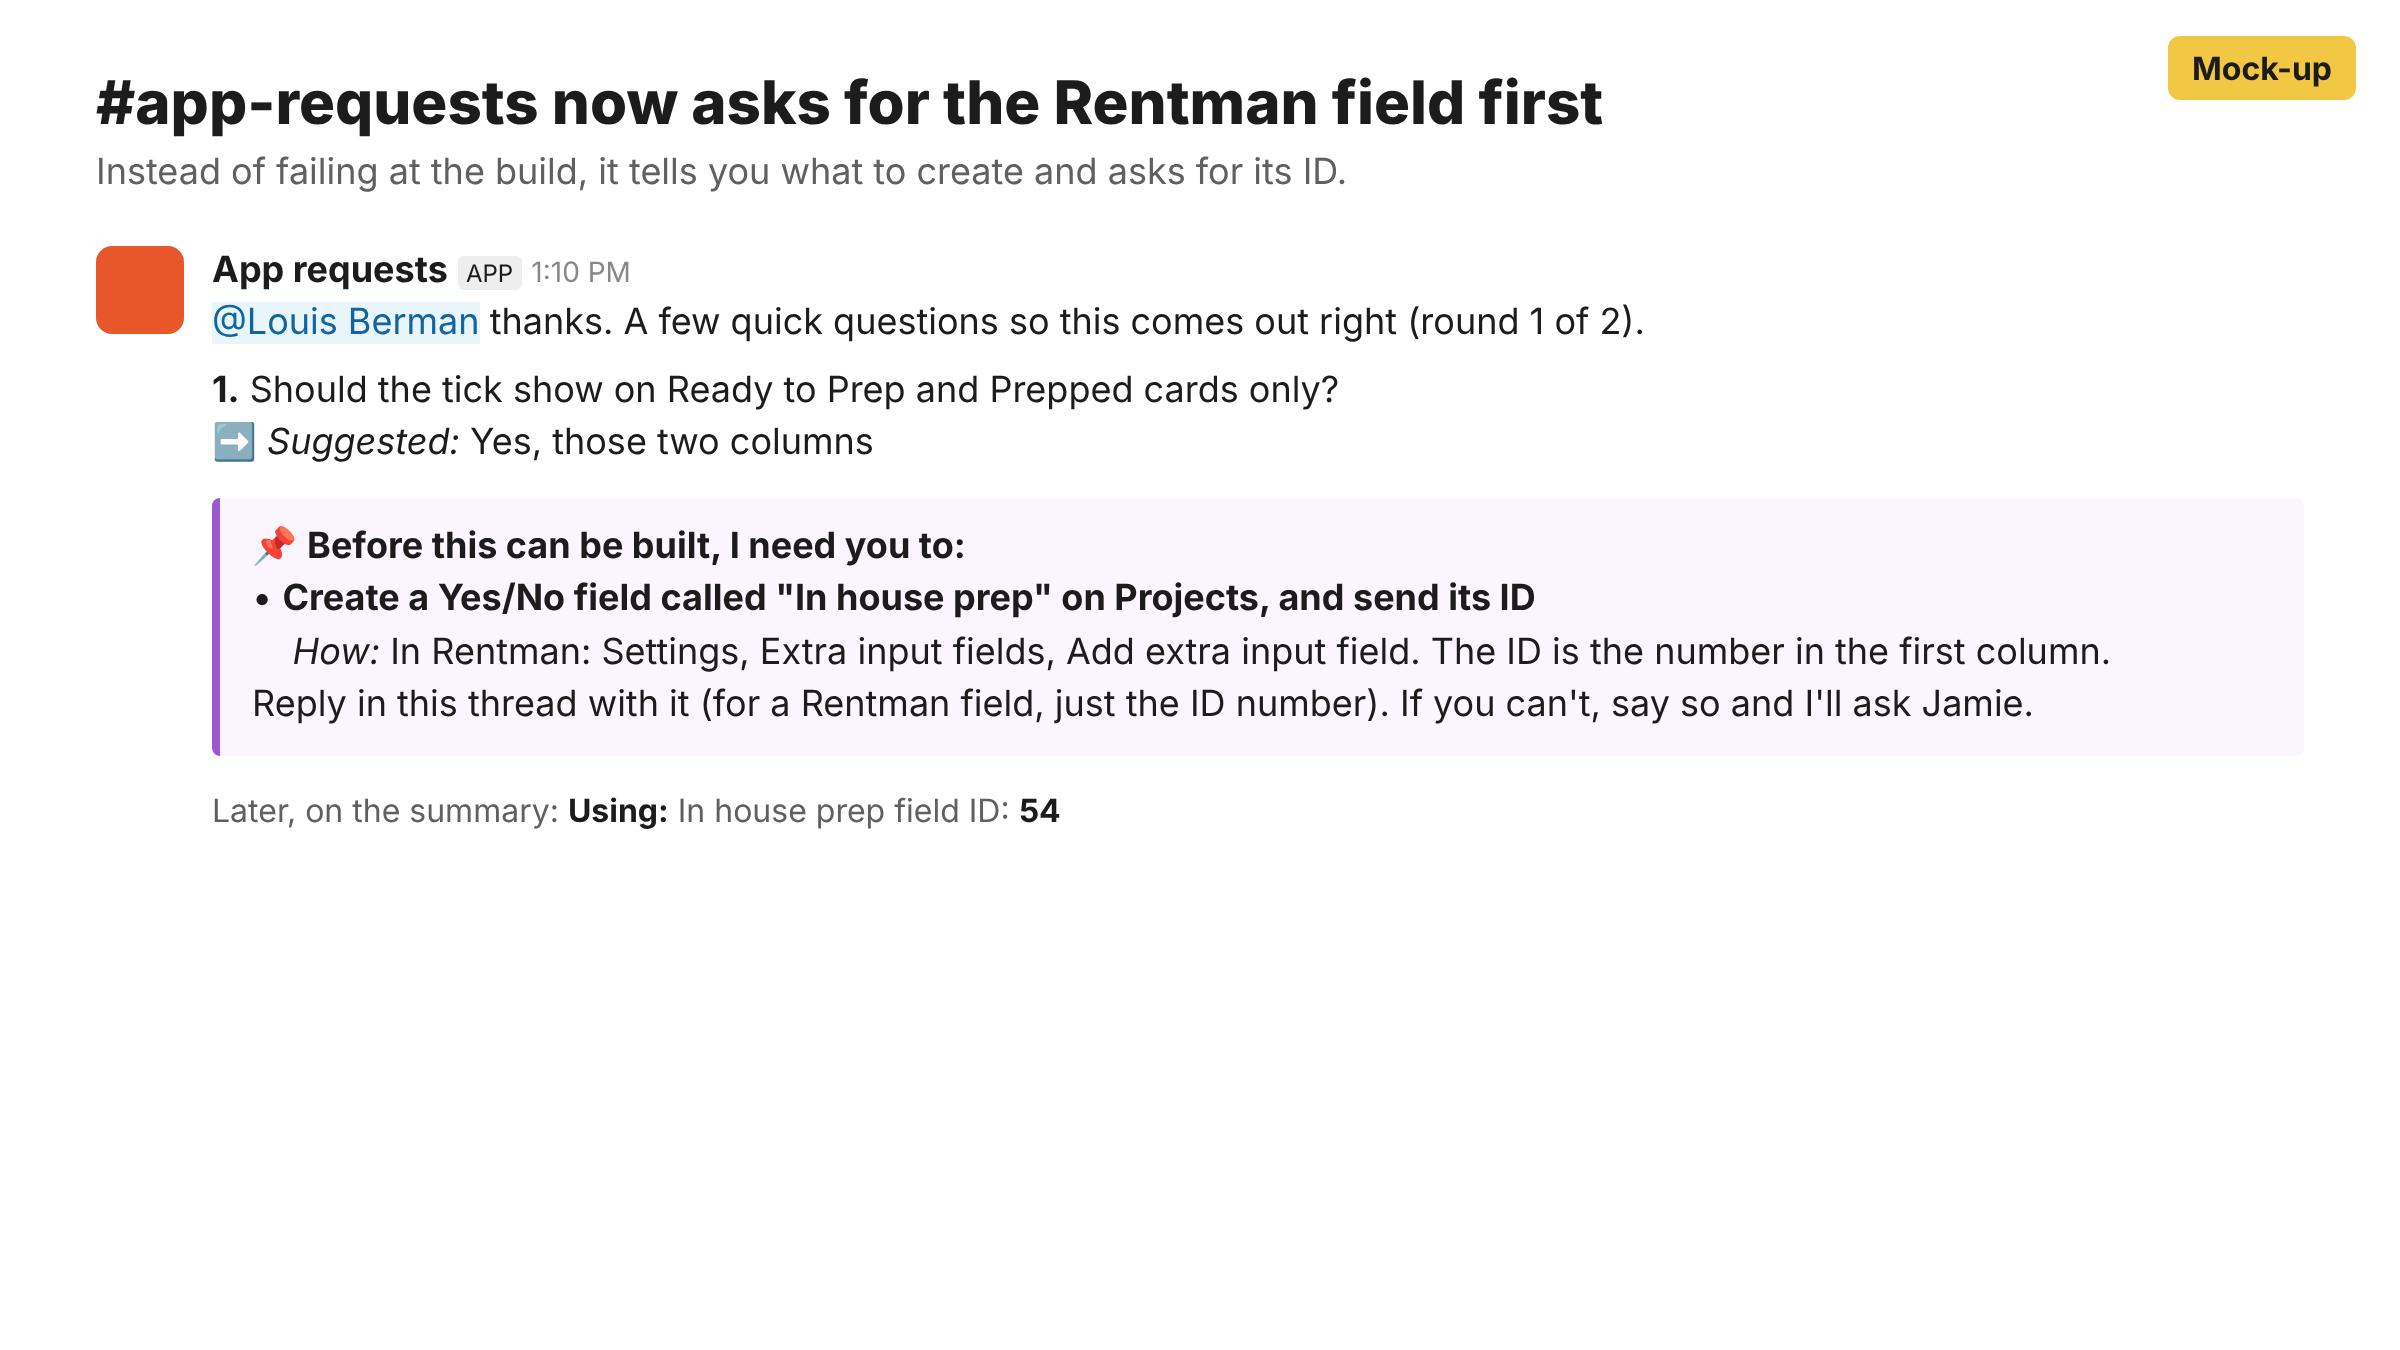 Mock-up
#app-requests now asks for the Rentman field first
Instead of failing at the build, it tells you what to create and asks for its ID.
App requests APP 1:10 PM
@Louis Berman thanks. A few quick questions so this comes out right (round 1 of 2).
1. Should the tick show on Ready to Prep and Prepped cards only?
➡️ Suggested: Yes, those two columns
📌 Before this can be built, I need you to:
• Create a Yes/No field called "In house prep" on Projects, and send its ID
How: In Rentman: Settings, Extra input fields, Add extra input field. The ID is the number in the first column.
Reply in this thread with it (for a Rentman field, just the ID number). If you can't, say so and I'll ask Jamie.
Later, on the summary: Using: In house prep field ID: 54